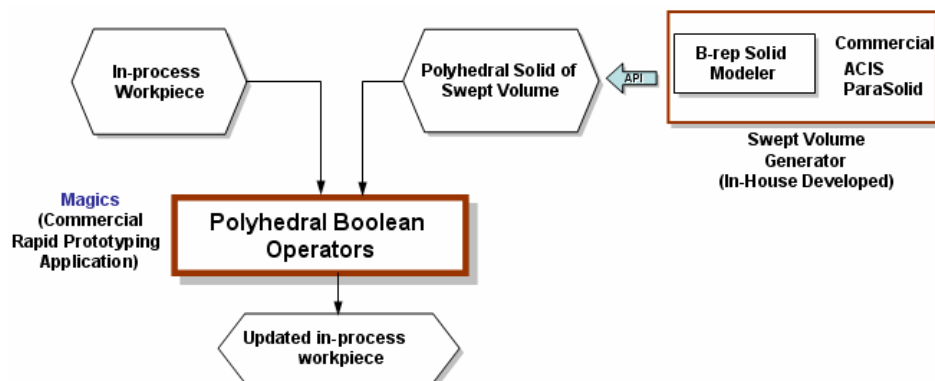 In-process
Workpiece
Polyhedral Solid of
Swept Volume
API
B-rep Solid
Modeler
Commercial
ACIS
ParaSolid
Swept Volume
Generator
(In-House Developed)
Magics
(Commercial
Rapid Prototyping
Application)
Polyhedral Boolean
Operators
Updated in-process
workpiece